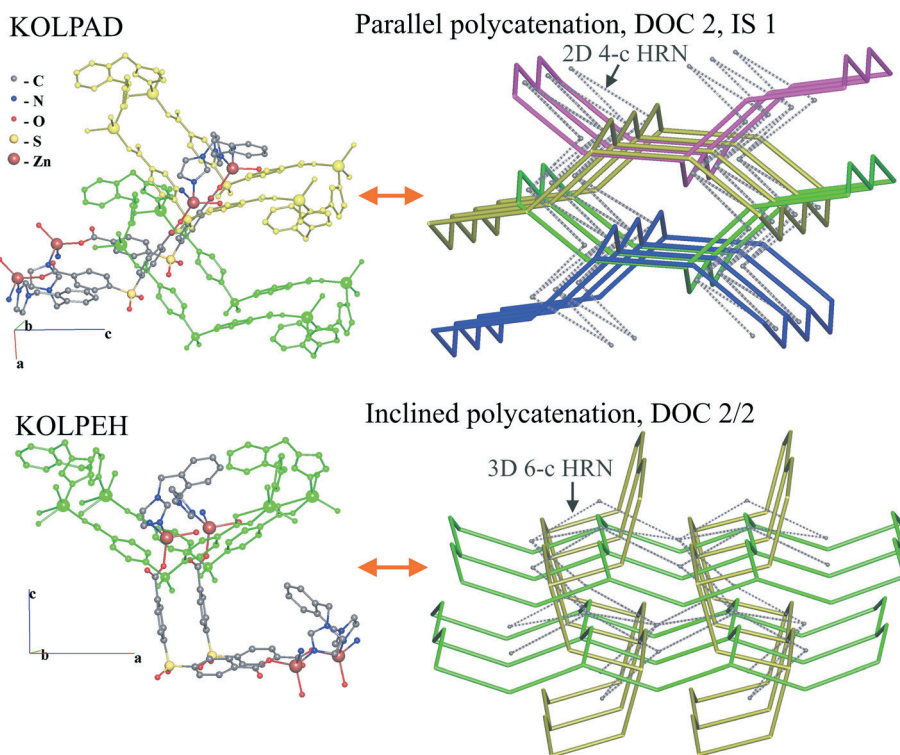 KOLPAD
Parallel polycatenation, DOC 2, IS 1
2D 4-c HRN
- C
- N
- O
- S
- Zn
b
c
a
KOLPEH
Inclined polycatenation, DOC 2/2
3D 6-c HRN
c
b
a